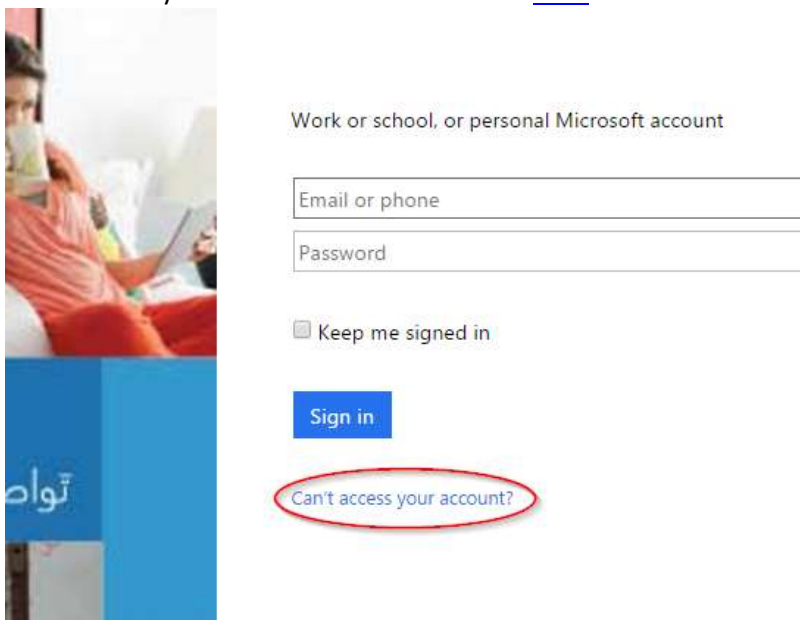 Work or school, or personal Microsoft account
Email or phone
Password
Keep me signed in
Sign in
Can't access your account?